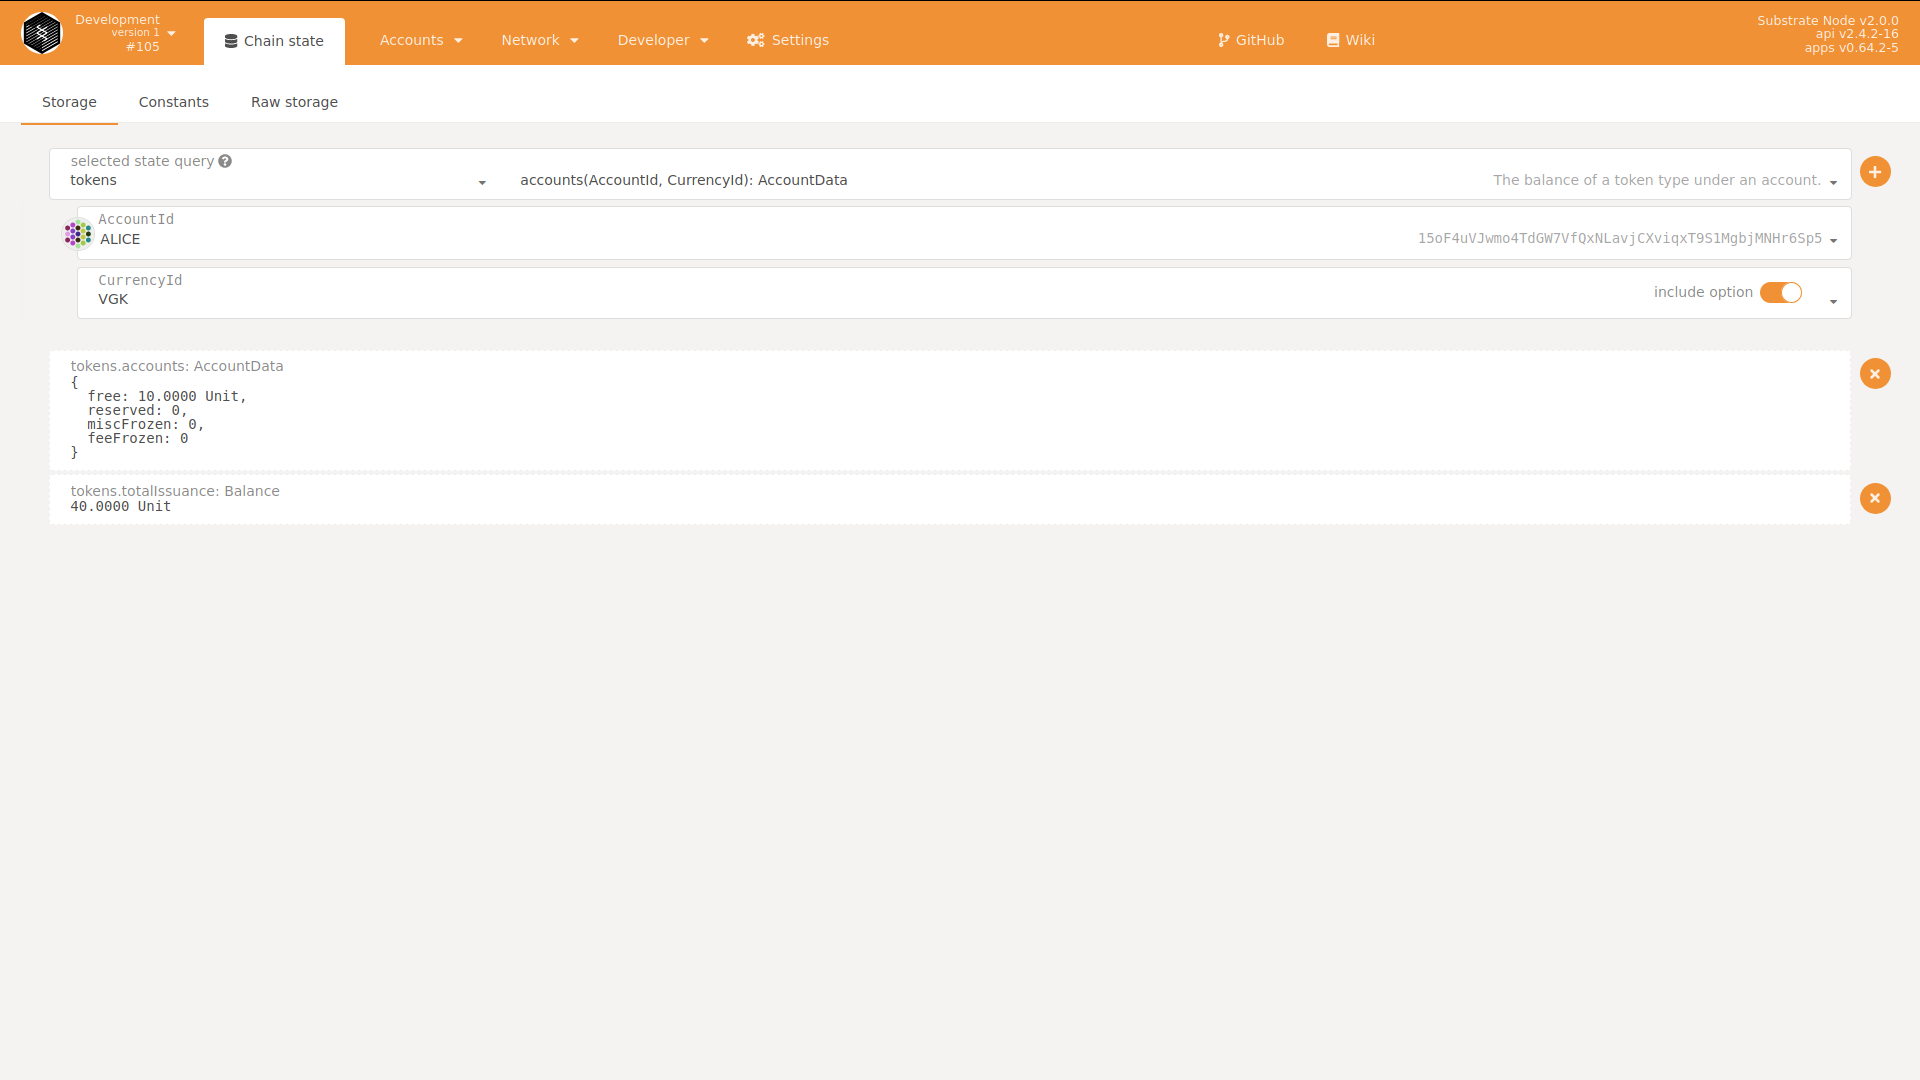 Development
version 1
#105
Chain state
Accounts
Network
Developer
Settings
GitHub
Wiki
Substrate Node v2.0.0
api v2.4.2-16
apps v0.64.2-5
Storage
Constants
Raw storage
selected state query
tokens
accounts(AccountId, CurrencyId): AccountData
The balance of a token type under an account.
AccountId
ALICE
15oF4uVJwmo4TdGW7VfQxNLavjCXviqxT9S1MgbjMNHr6Sp5
CurrencyId
VGK
include option
tokens.accounts: AccountData
{
  free: 10.0000 Unit,
  reserved: 0,
  miscFrozen: 0,
  feeFrozen: 0
}
tokens.totalIssuance: Balance
40.0000 Unit